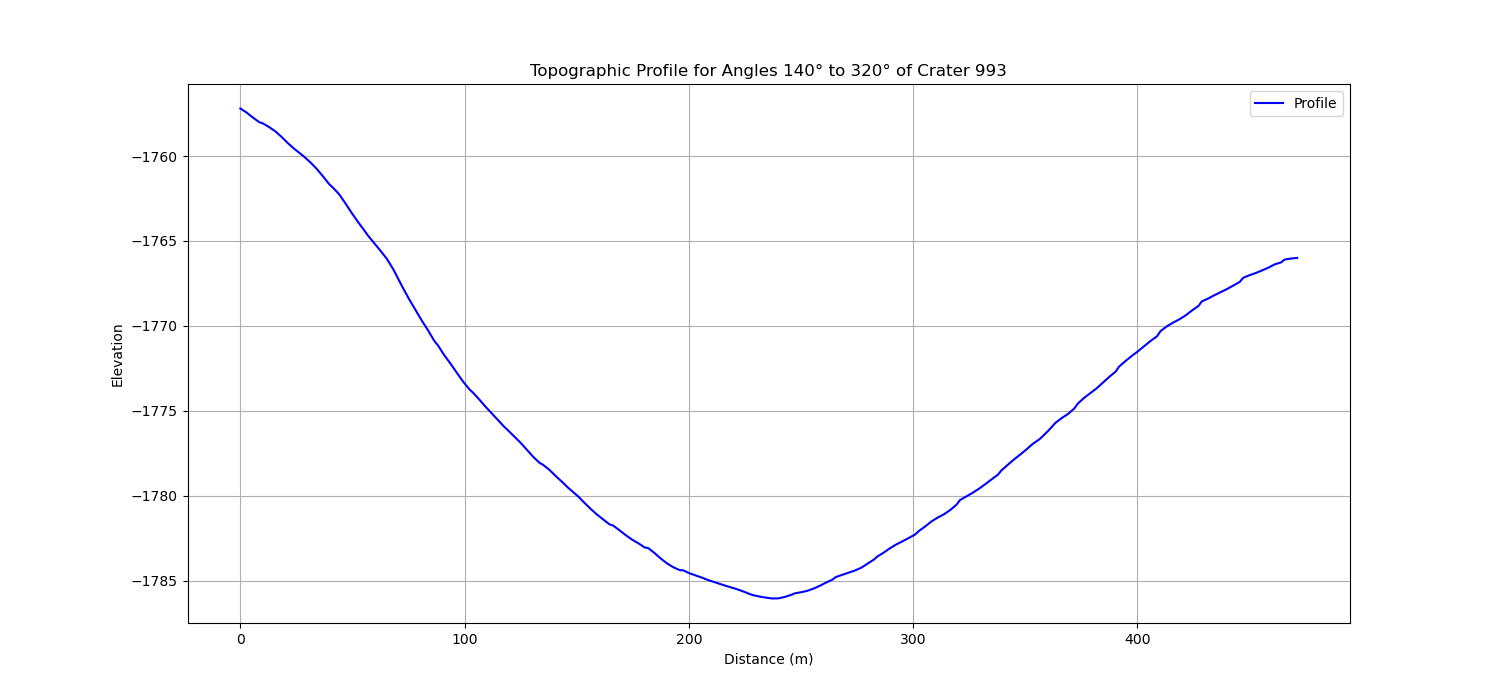 Topographic Profile for Angles 140° to 320° of Crater 993
Profile
Elevation
−1760
−1765
−1770
−1775
−1780
−1785
0 100 200 300 400
Distance (m)